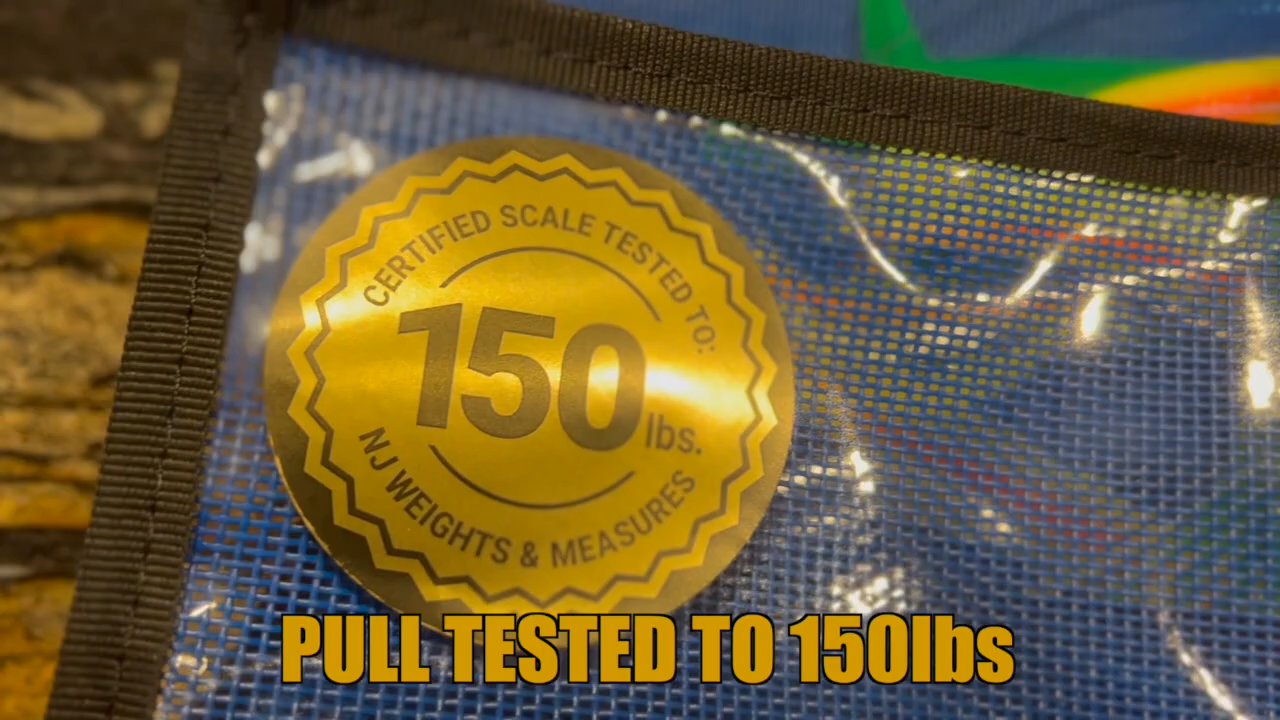 CERTIFIED SCALE TESTED TO:
150 lbs.
NJ WEIGHTS & MEASURES
PULL TESTED TO 150lbs